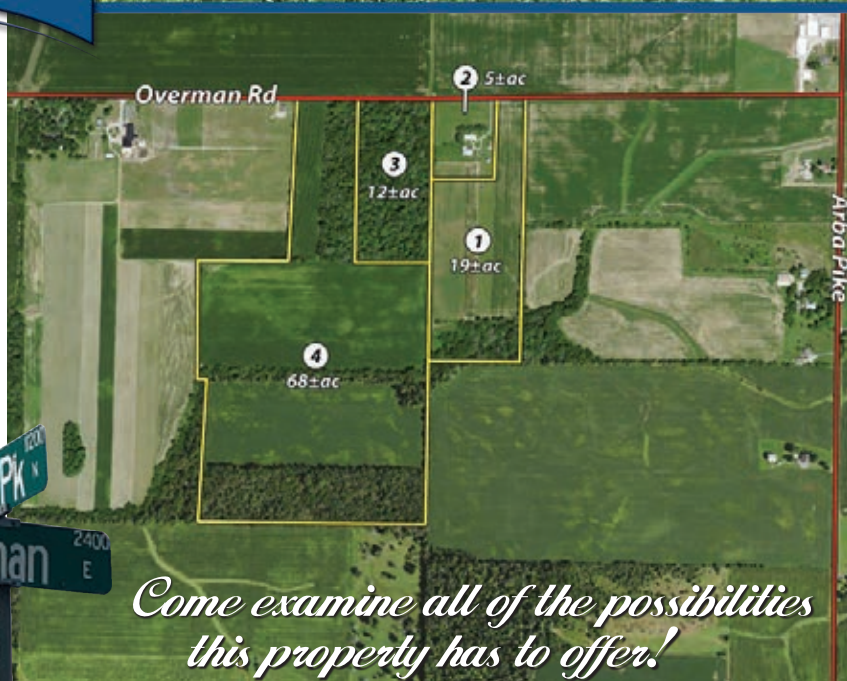 2 5±ac
Overman Rd
3
12±ac
1
19±ac
Arba Pike
4
68±ac
1200
Pk N
2400
man E
Come examine all of the possibilities
this property has to offer!